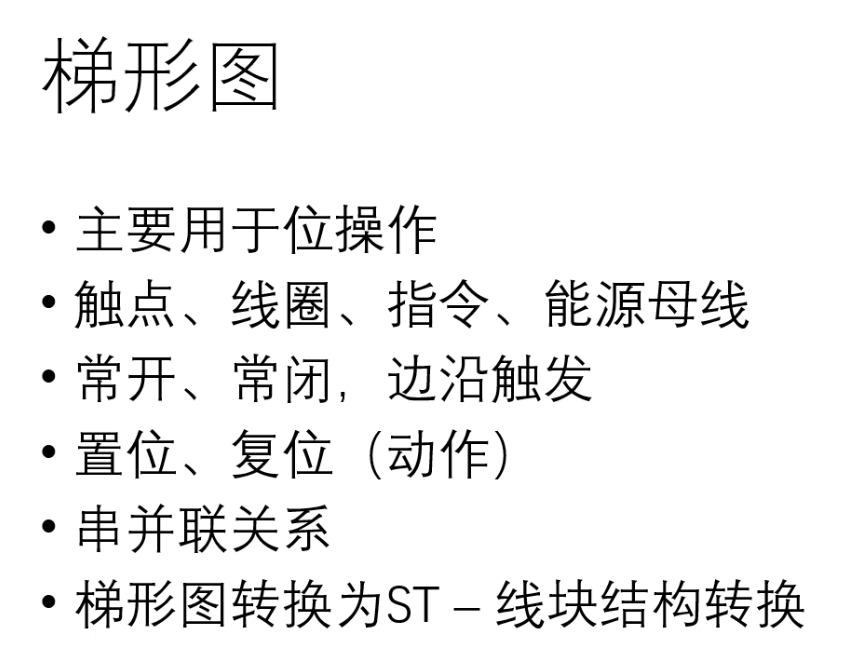 梯形图
• 主要用于位操作
• 触点、线圈、指令、能源母线
• 常开、常闭，边沿触发
• 置位、复位（动作）
• 串并联关系
• 梯形图转换为ST – 线块结构转换